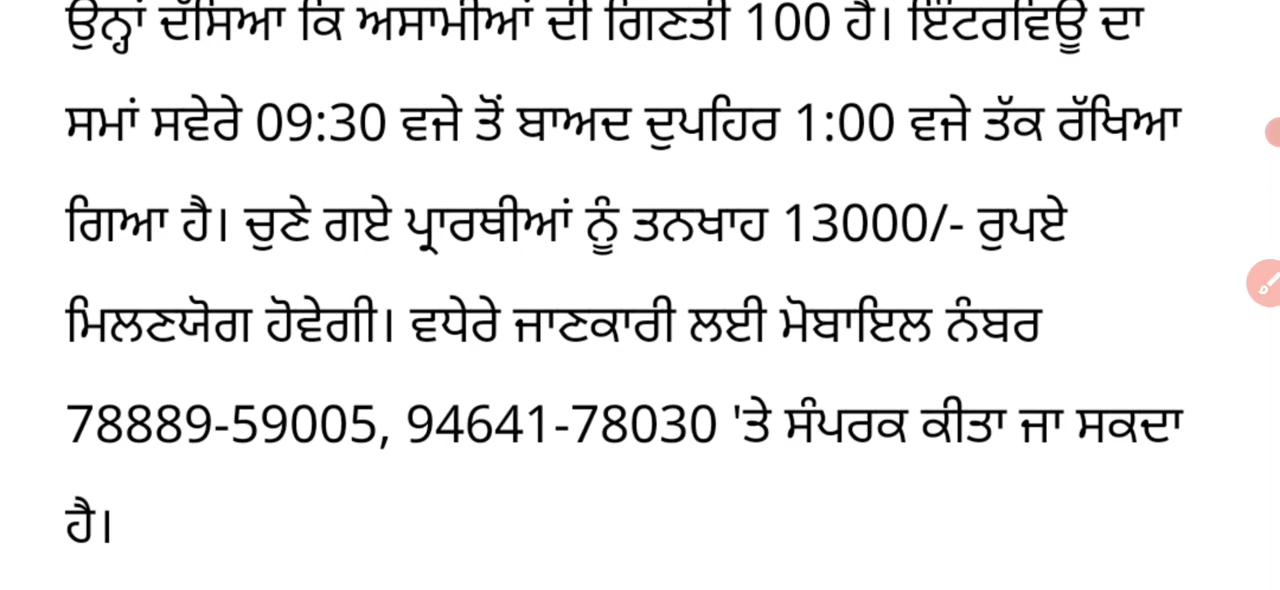 ਉਨ੍ਹਾਂ ਦੱਸਿਆ ਕਿ ਅਸਾਮੀਆਂ ਦੀ ਗਿਣਤੀ 100 ਹੈ। ਇੰਟਰਵਿਊ ਦਾ
ਸਮਾਂ ਸਵੇਰੇ 09:30 ਵਜੇ ਤੋਂ ਬਾਅਦ ਦੁਪਹਿਰ 1:00 ਵਜੇ ਤੱਕ ਰੱਖਿਆ
ਗਿਆ ਹੈ। ਚੁਣੇ ਗਏ ਪ੍ਰਾਰਥੀਆਂ ਨੂੰ ਤਨਖਾਹ 13000/- ਰੁਪਏ
ਮਿਲਣਯੋਗ ਹੋਵੇਗੀ। ਵਧੇਰੇ ਜਾਣਕਾਰੀ ਲਈ ਮੋਬਾਇਲ ਨੰਬਰ
78889-59005, 94641-78030 'ਤੇ ਸੰਪਰਕ ਕੀਤਾ ਜਾ ਸਕਦਾ
ਹੈ।